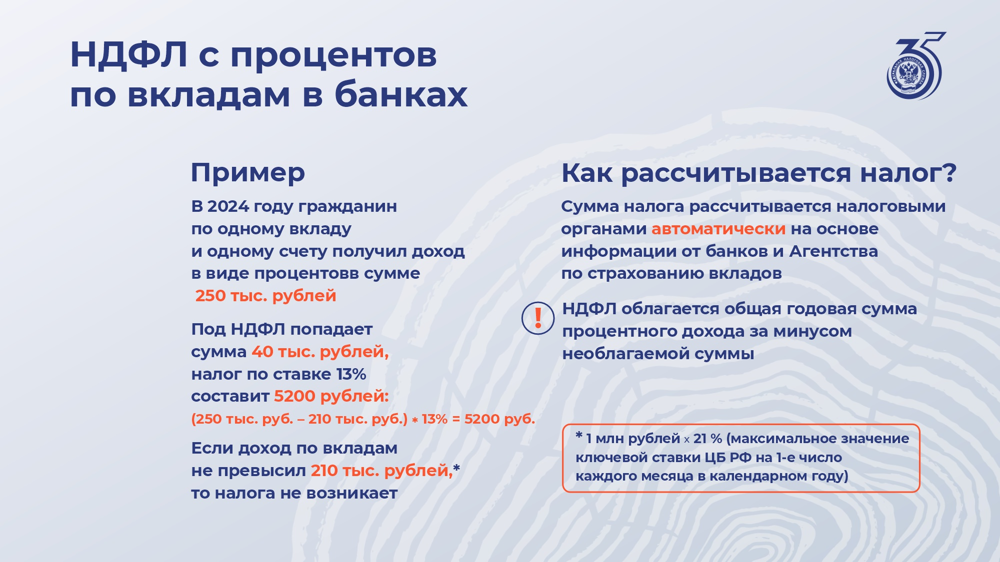 НДФЛ с процентов
по вкладам в банках
35
ФЕДЕРАЛЬНАЯ НАЛОГОВАЯ СЛУЖБА
Пример
В 2024 году гражданин
по одному вкладу
и одному счету получил доход
в виде процентовв сумме
250 тыс. рублей
Под НДФЛ попадает
сумма 40 тыс. рублей,
налог по ставке 13%
составит 5200 рублей:
(250 тыс. руб. – 210 тыс. руб.) * 13% = 5200 руб.
Если доход по вкладам
не превысил 210 тыс. рублей,*
то налога не возникает
Как рассчитывается налог?
Сумма налога рассчитывается налоговыми
органами автоматически на основе
информации от банков и Агентства
по страхованию вкладов
!
НДФЛ облагается общая годовая сумма
процентного дохода за минусом
необлагаемой суммы
* 1 млн рублей x 21 % (максимальное значение
ключевой ставки ЦБ РФ на 1-е число
каждого месяца в календарном году)